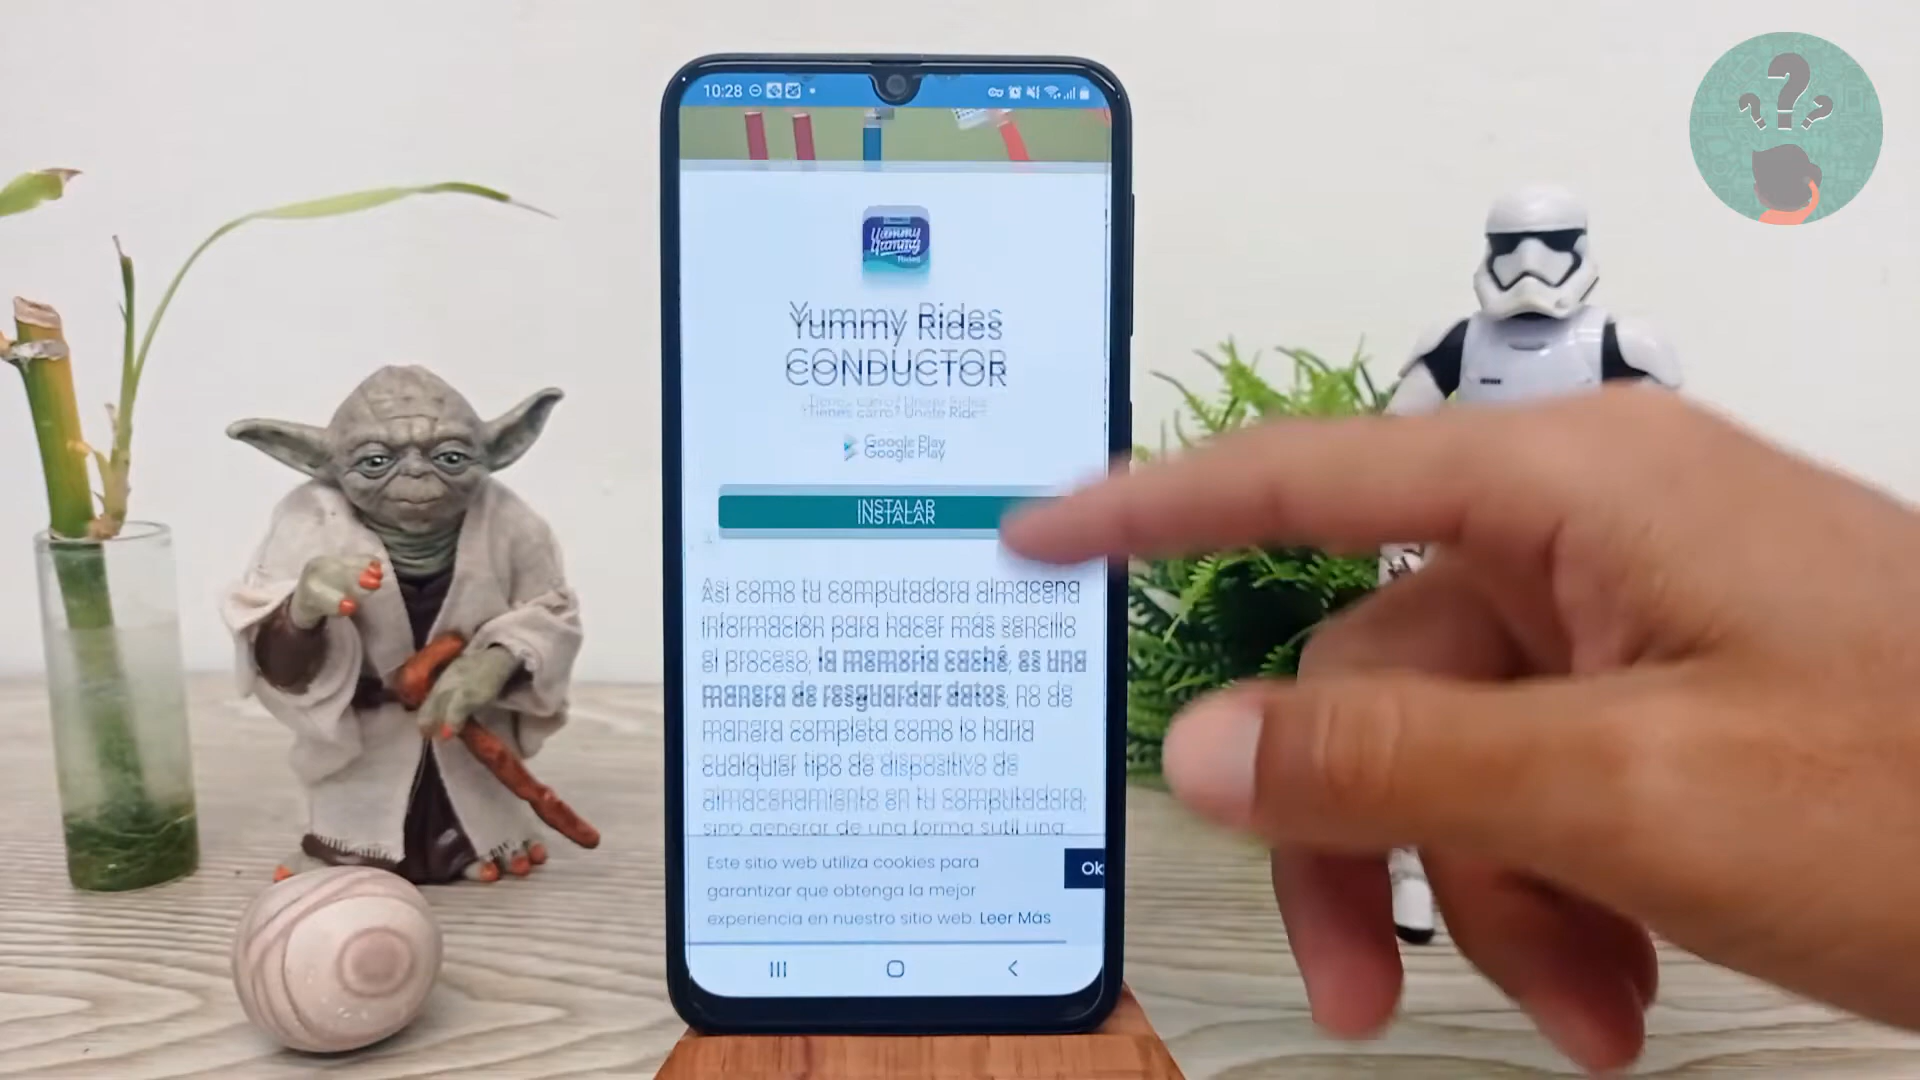 10:28
Yummy
Rides
Yummy Rides
CONDUCTOR
¿Tienes carro? Únete Rides
Google Play
INSTALAR
Así como tu computadora almacena
información para hacer más sencillo
el proceso, la memoria caché, es una
manera de resguardar datos, no de
manera completa como lo haría
cualquier tipo de dispositivo de
almacenamiento en tu computadora,
sino generar de una forma sutil una
Este sitio web utiliza cookies para
garantizar que obtenga la mejor
experiencia en nuestro sitio web. Leer Más
Ok